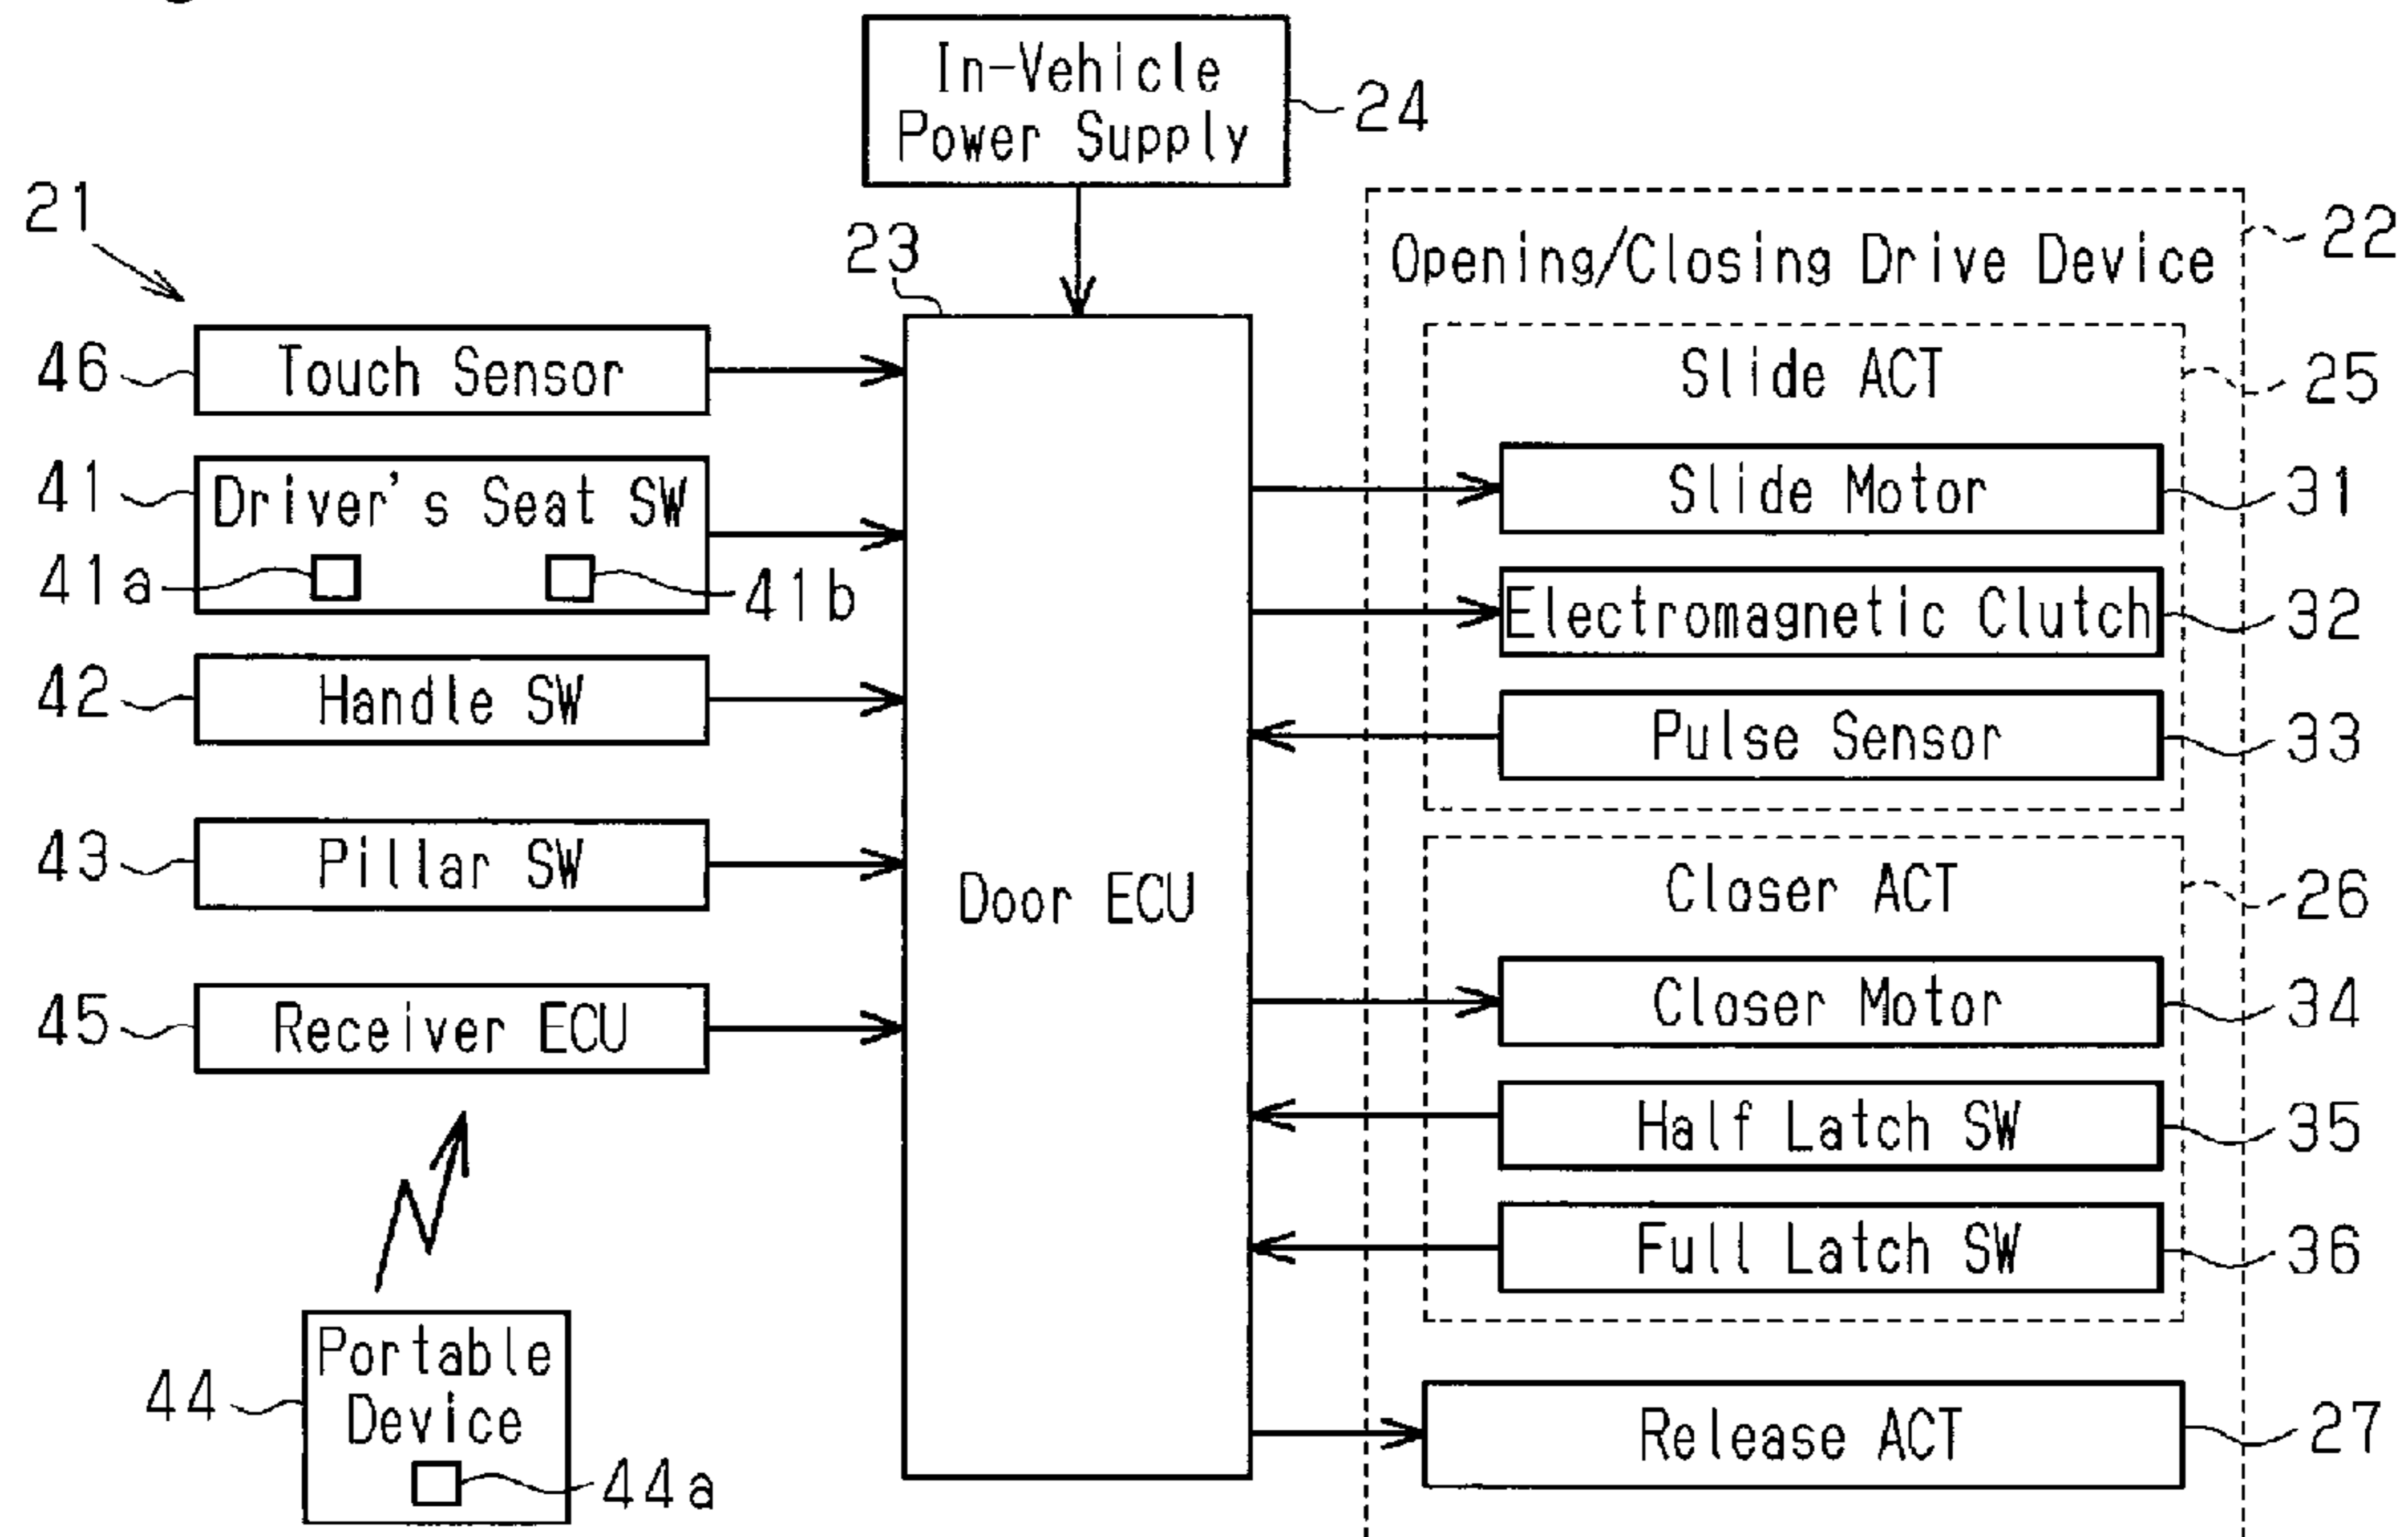 In-Vehicle
Power Supply
24
21
23
Opening/Closing Drive Device
22
46
Touch Sensor
Slide ACT
25
41
Driver's Seat SW
41a
41b
Slide Motor
31
Electromagnetic Clutch
32
42
Handle SW
Pulse Sensor
33
43
Pillar SW
Door ECU
Closer ACT
26
45
Receiver ECU
Closer Motor
34
Half Latch SW
35
Full Latch SW
36
44
Portable
Device
44a
Release ACT
27